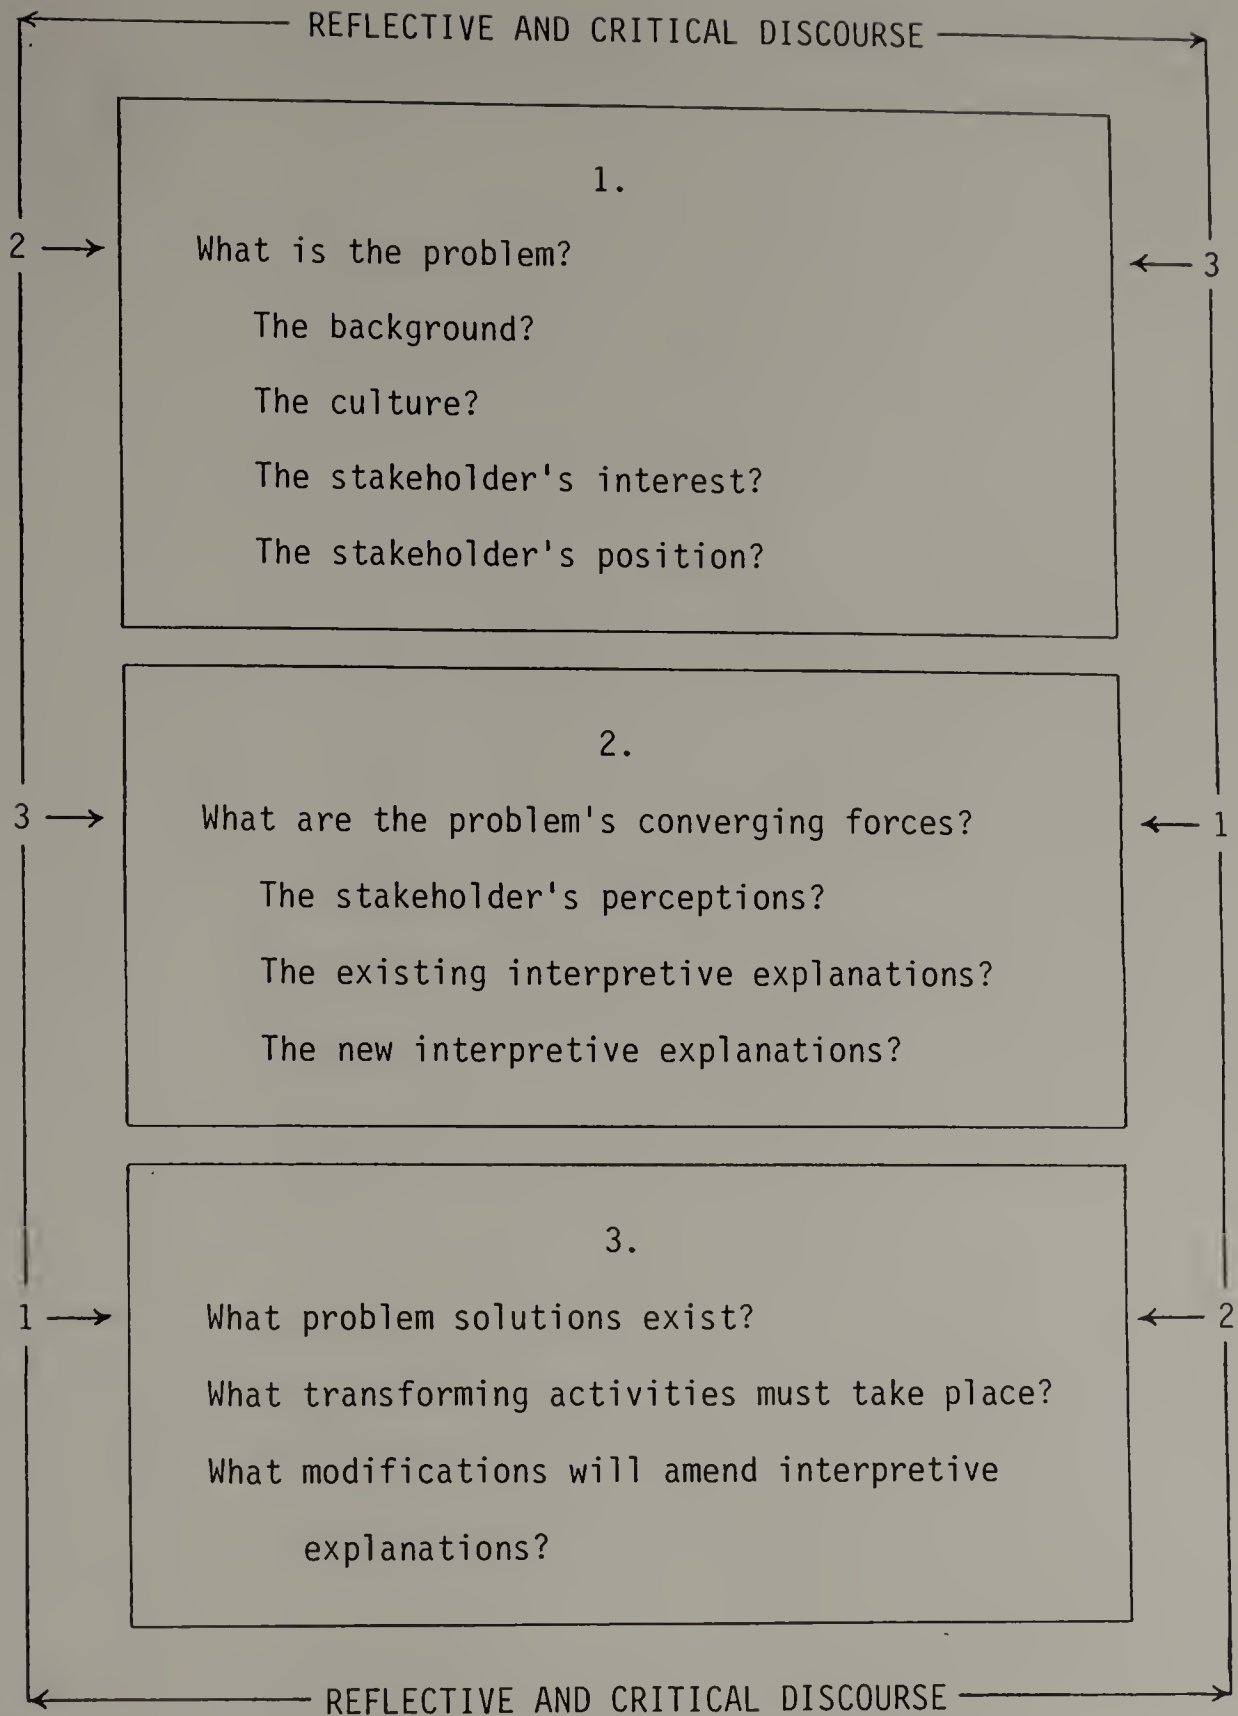 REFLECTIVE AND CRITICAL DISCOURSE
1.
2 What is the problem? 3
The background?
The culture?
The stakeholder's interest?
The stakeholder's position?
2.
3 What are the problem's converging forces? 1
The stakeholder's perceptions?
The existing interpretive explanations?
The new interpretive explanations?
3.
1 What problem solutions exist? 2
What transforming activities must take place?
What modifications will amend interpretive
explanations?
REFLECTIVE AND CRITICAL DISCOURSE